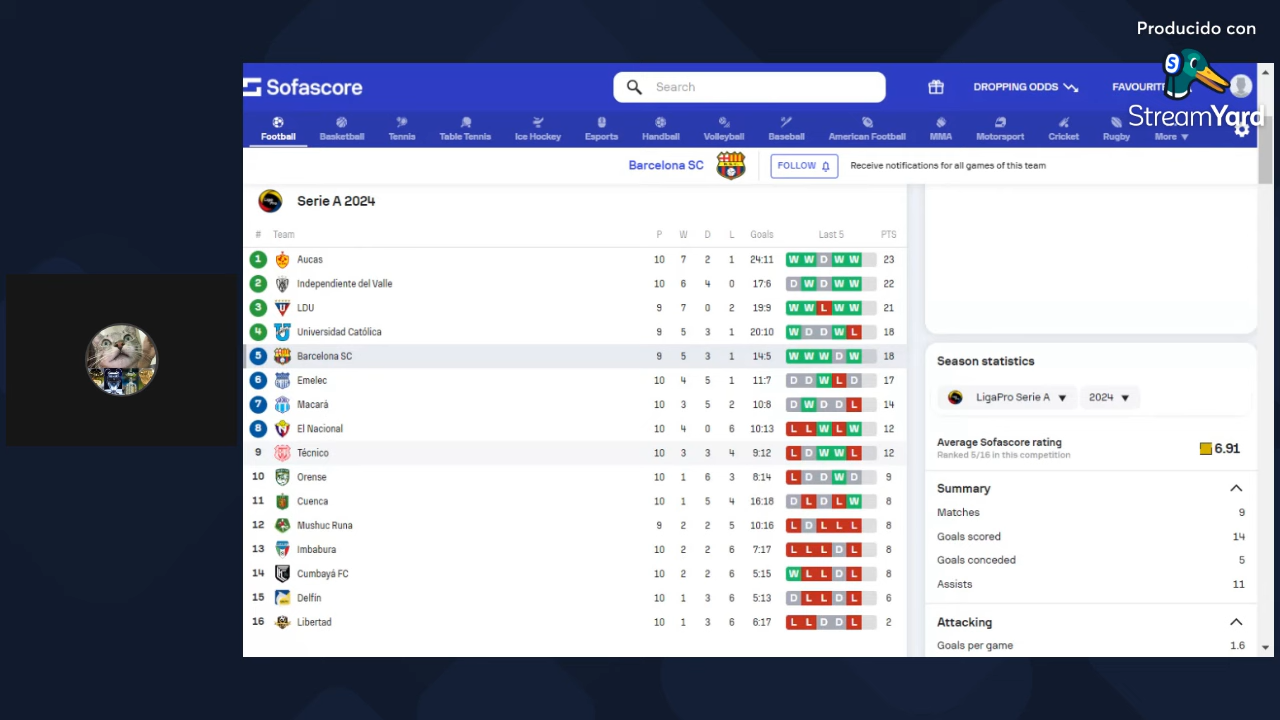 Producido con
StreamYard
Sofascore
Search
DROPPING ODDS
FAVOURITE
Football
Basketball
Tennis
Table Tennis
Ice Hockey
Esports
Handball
Volleyball
Baseball
American Football
MMA
Motorsport
Cricket
Rugby
More
Barcelona SC
FOLLOW
Receive notifications for all games of this team
Serie A 2024
# Team P W D L Goals Last 5 PTS
1 Aucas 10 7 2 1 24:11 W W D W W 23
2 Independiente del Valle 10 6 4 0 17:6 D W D W W 22
3 LDU 9 7 0 2 19:9 W W L W W 21
4 Universidad Católica 9 5 3 1 20:10 W D D W L 18
5 Barcelona SC 9 5 3 1 14:5 W W W D W 18
6 Emelec 10 4 5 1 11:7 D D W L D 17
7 Macará 10 3 5 2 10:8 D W D D L 14
8 El Nacional 10 4 0 6 10:13 L L W L W 12
9 Técnico 10 3 3 4 9:12 L D W W L 12
10 Orense 10 1 6 3 8:14 L D D W D 9
11 Cuenca 10 1 5 4 16:18 D L D L W 8
12 Mushuc Runa 9 2 2 5 10:16 L D L L L 8
13 Imbabura 10 2 2 6 7:17 L L L D L 8
14 Cumbayá FC 10 2 2 6 5:15 W L L D L 8
15 Delfín 10 1 3 6 5:13 D L L D L 6
16 Libertad 10 1 3 6 6:17 L L D D L 2
Season statistics
LigaPro Serie A
2024
Average Sofascore rating
6.91
Ranked 5/16 in this competition
Summary
Matches 9
Goals scored 14
Goals conceded 5
Assists 11
Attacking
Goals per game 1.6